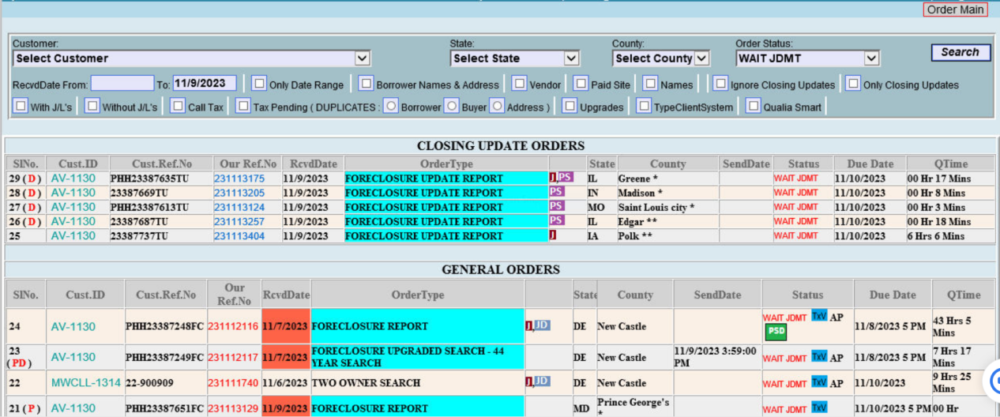 Order Main
Customer: State: County: Order Status:
Select Customer Select State Select County WAIT JDMT Search
RecvdDate From: To: 11/9/2023 Only Date Range Borrower Names & Address Vendor Paid Site Names Ignore Closing Updates Only Closing Updates
With J/L's Without J/L's Call Tax Tax Pending ( DUPLICATES : Borrower Buyer Address ) Upgrades TypeClientSystem Qualia Smart
CLOSING UPDATE ORDERS
SlNo. Cust.ID Cust.Ref.No Our Ref.No RcvdDate OrderType State County SendDate Status Due Date QTime
29 ( D ) AV-1130 PHH23387635TU 231113175 11/9/2023 FORECLOSURE UPDATE REPORT J,PS IL Greene * WAIT JDMT 11/10/2023 00 Hr 17 Mins
28 ( D ) AV-1130 23387669TU 231113205 11/9/2023 FORECLOSURE UPDATE REPORT PS IN Madison * WAIT JDMT 11/10/2023 00 Hr 8 Mins
27 ( D ) AV-1130 PHH23387613TU 231113124 11/9/2023 FORECLOSURE UPDATE REPORT PS MO Saint Louis city * WAIT JDMT 11/10/2023 00 Hr 3 Mins
26 ( D ) AV-1130 23387687TU 231113257 11/9/2023 FORECLOSURE UPDATE REPORT PS IL Edgar ** WAIT JDMT 11/10/2023 00 Hr 18 Mins
25 AV-1130 23387737TU 231113404 11/9/2023 FORECLOSURE UPDATE REPORT J IA Polk ** WAIT JDMT 11/10/2023 6 Hrs 6 Mins
GENERAL ORDERS
SlNo. Cust.ID Cust.Ref.No Our Ref.No RcvdDate OrderType State County SendDate Status Due Date QTime
24 AV-1130 PHH23387248FC 231112116 11/7/2023 FORECLOSURE REPORT J,JD DE New Castle WAIT JDMT TxV AP PSD 11/8/2023 5 PM 43 Hrs 5 Mins
23 ( PD ) AV-1130 PHH23387249FC 231112117 11/7/2023 FORECLOSURE UPGRADED SEARCH - 44 YEAR SEARCH DE New Castle 11/9/2023 3:59:00 PM WAIT JDMT TxV AP 11/8/2023 5 PM 7 Hrs 17 Mins
22 MWCLL-1314 22-900909 231111740 11/6/2023 TWO OWNER SEARCH J,JD DE New Castle WAIT JDMT TxV AP 11/10/2023 9 Hrs 25 Mins
21 ( P ) AV-1130 PHH23387651FC 231113129 11/9/2023 FORECLOSURE REPORT MD Prince George's * WAIT JDMT TxV 11/10/2023 5 PM 00 Hr